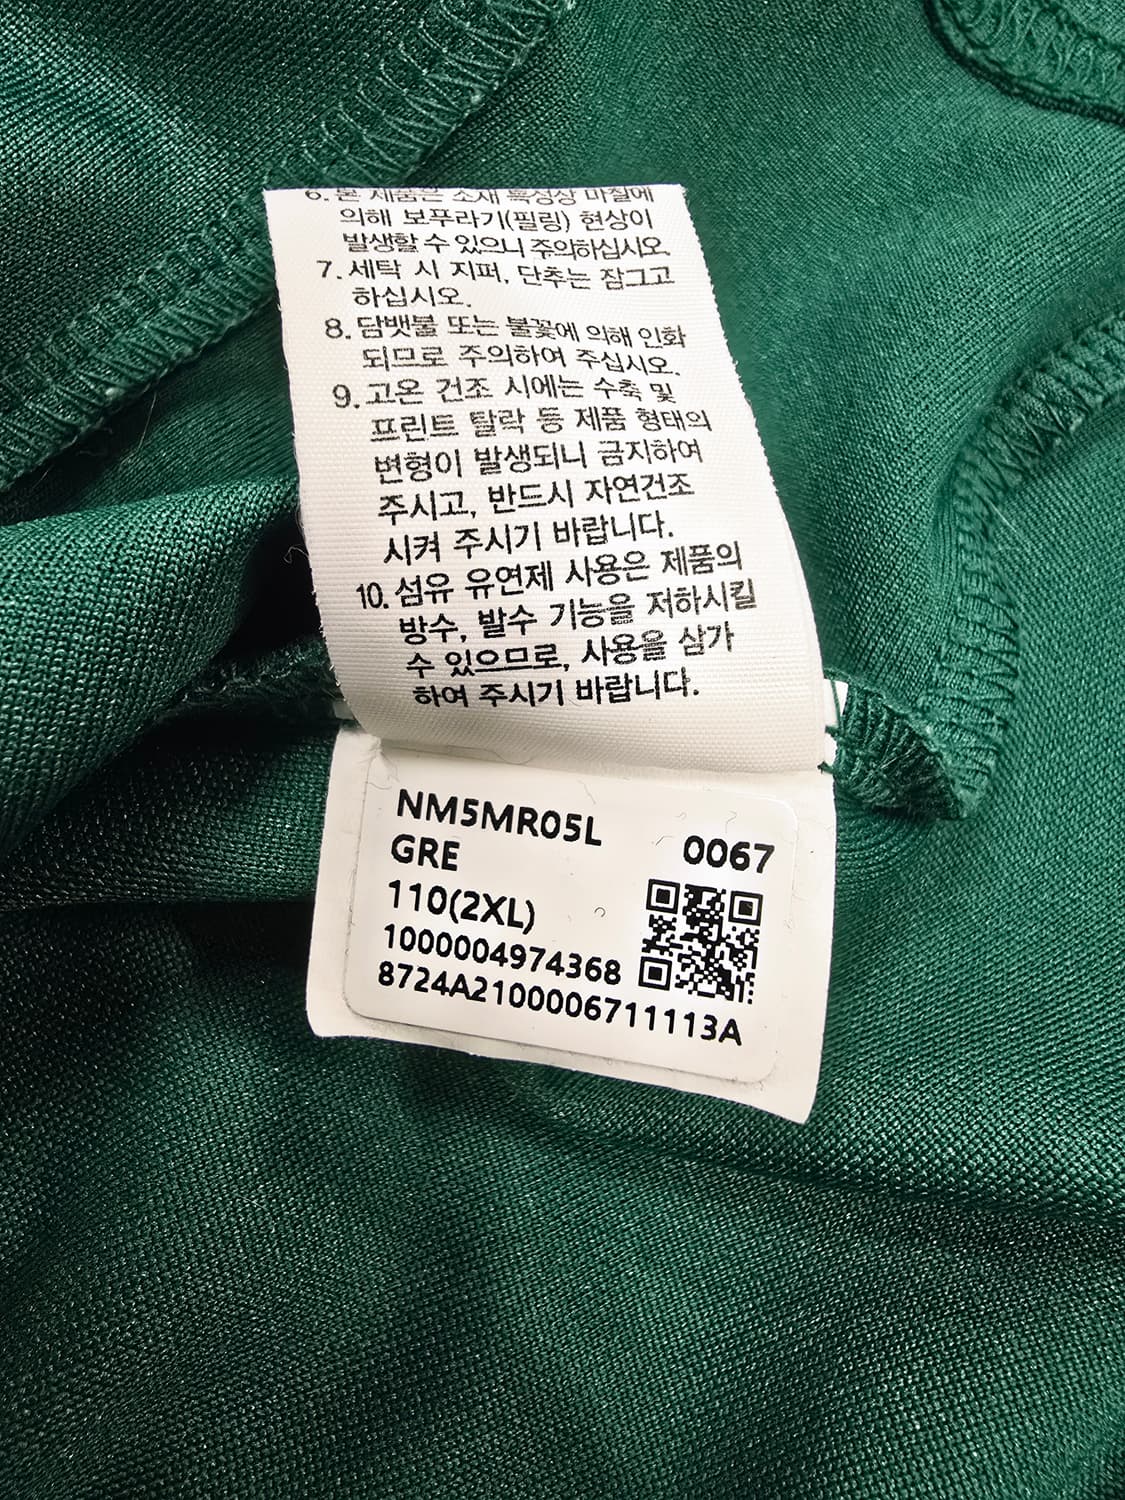 6. 본 제품은 소재 특성상 마찰에
의해 보푸라기(필링) 현상이
발생할 수 있으니 주의하십시오.
7. 세탁 시 지퍼, 단추는 잠그고
하십시오.
8. 담뱃불 또는 불꽃에 의해 인화
되므로 주의하여 주십시오.
9. 고온 건조 시에는 수축 및
프린트 탈락 등 제품 형태의
변형이 발생되니 금지하여
주시고, 반드시 자연건조
시켜 주시기 바랍니다.
10. 섬유 유연제 사용은 제품의
방수, 발수 기능을 저하시킬
수 있으므로, 사용을 삼가
하여 주시기 바랍니다.
NM5MR05L
GRE 0067
110(2XL)
1000004974368
8724A2100006711113A